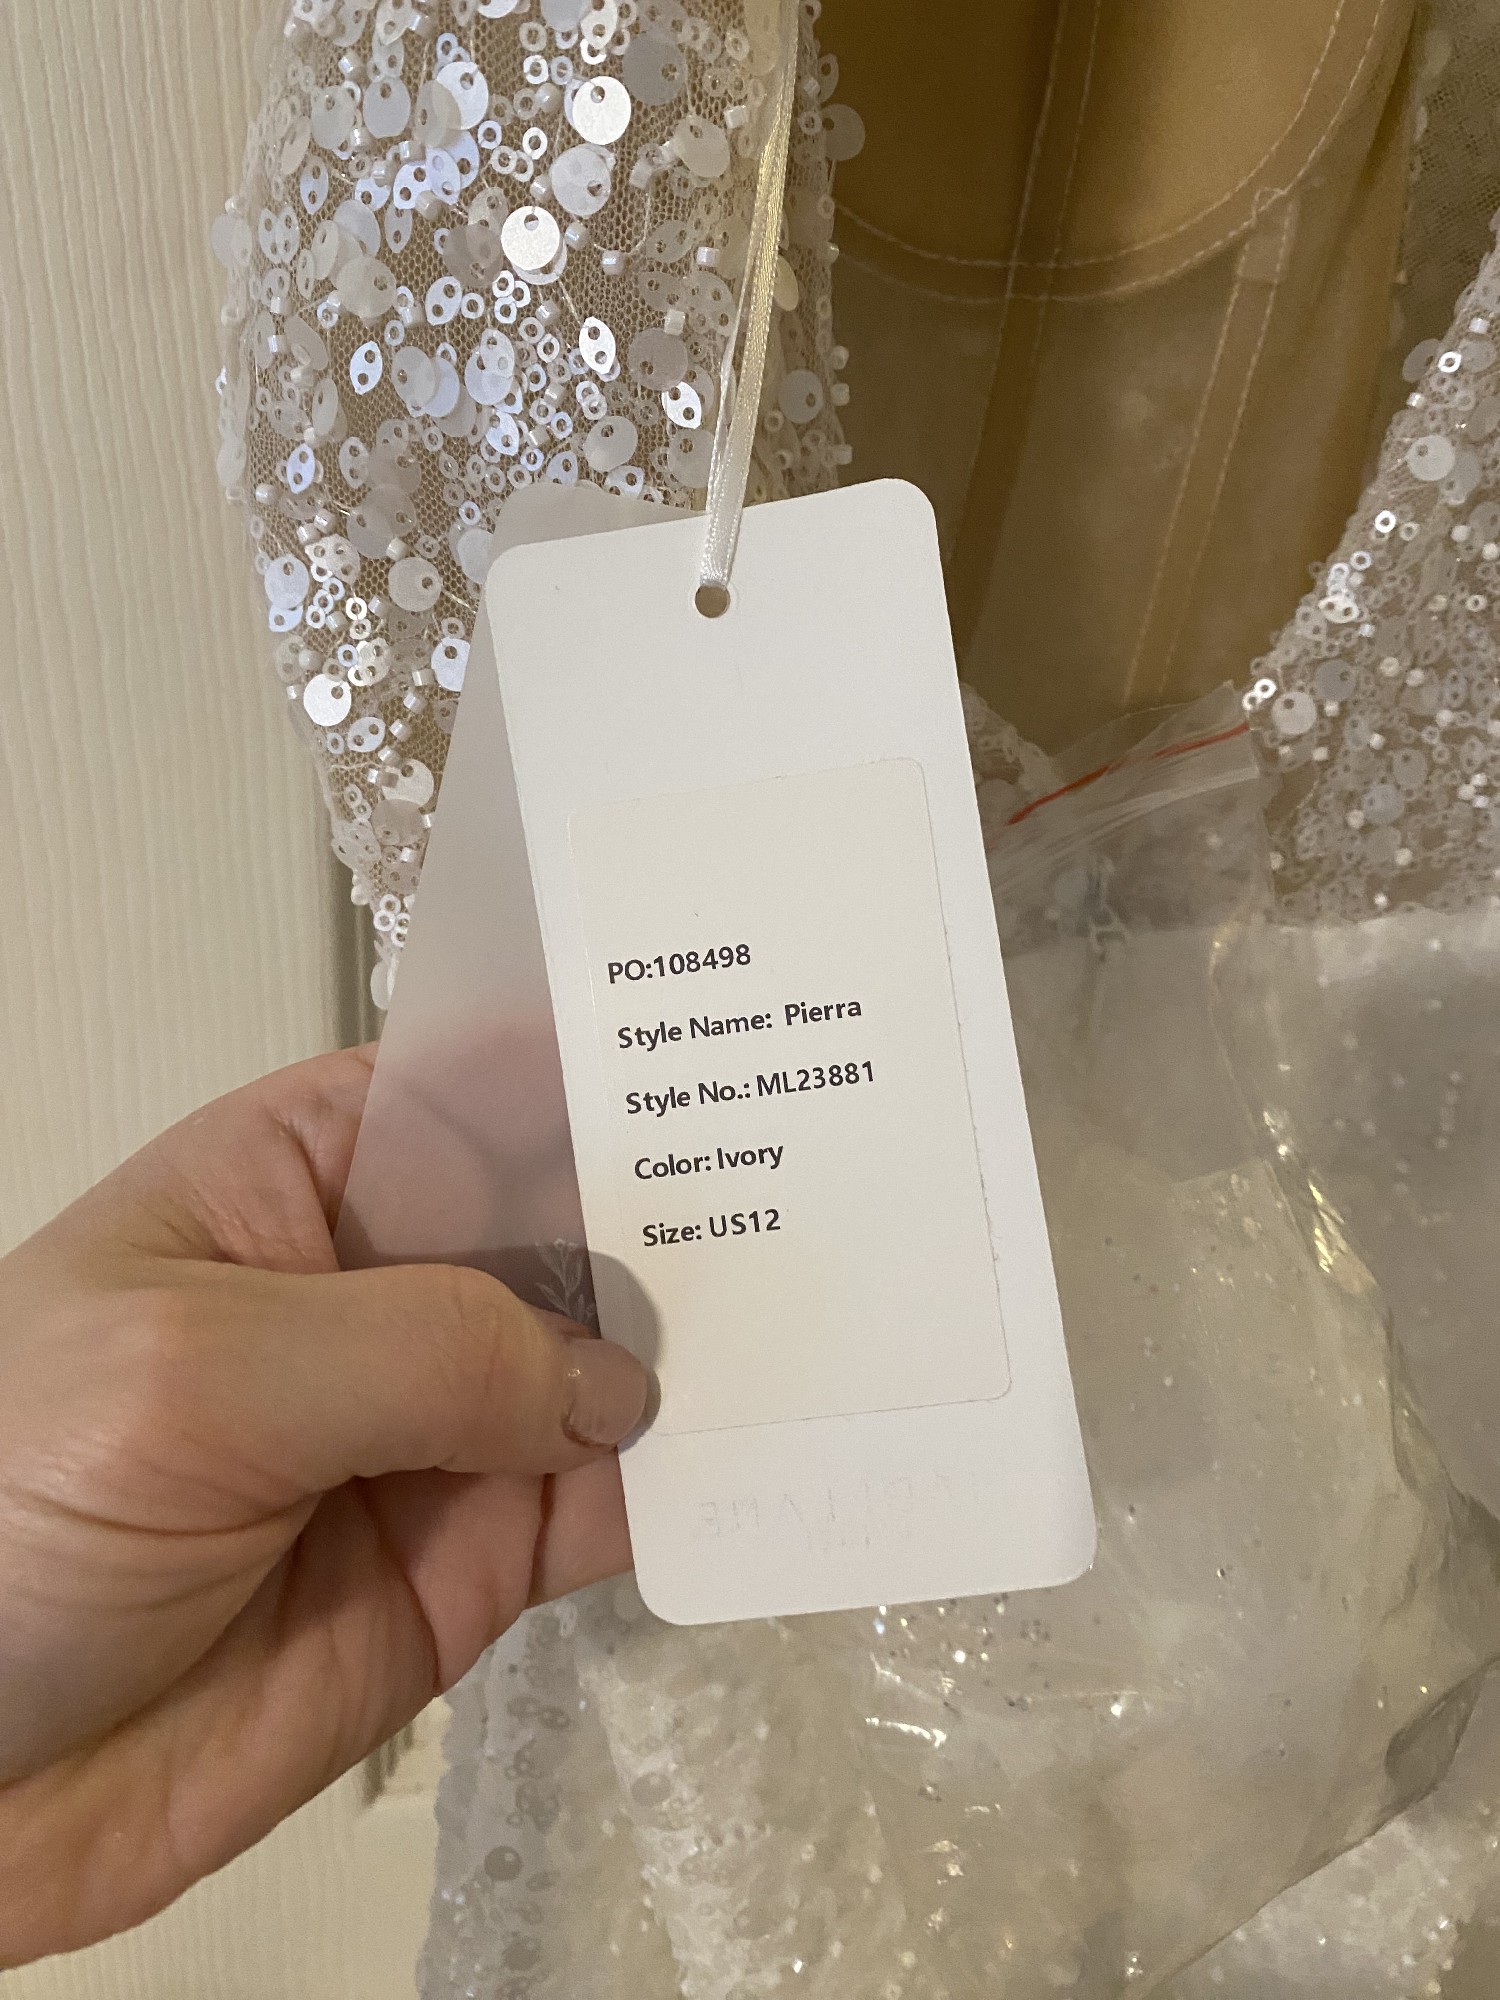 PO:108498
Style Name: Pierra
Style No.: ML23881
Color: Ivory
Size: US12